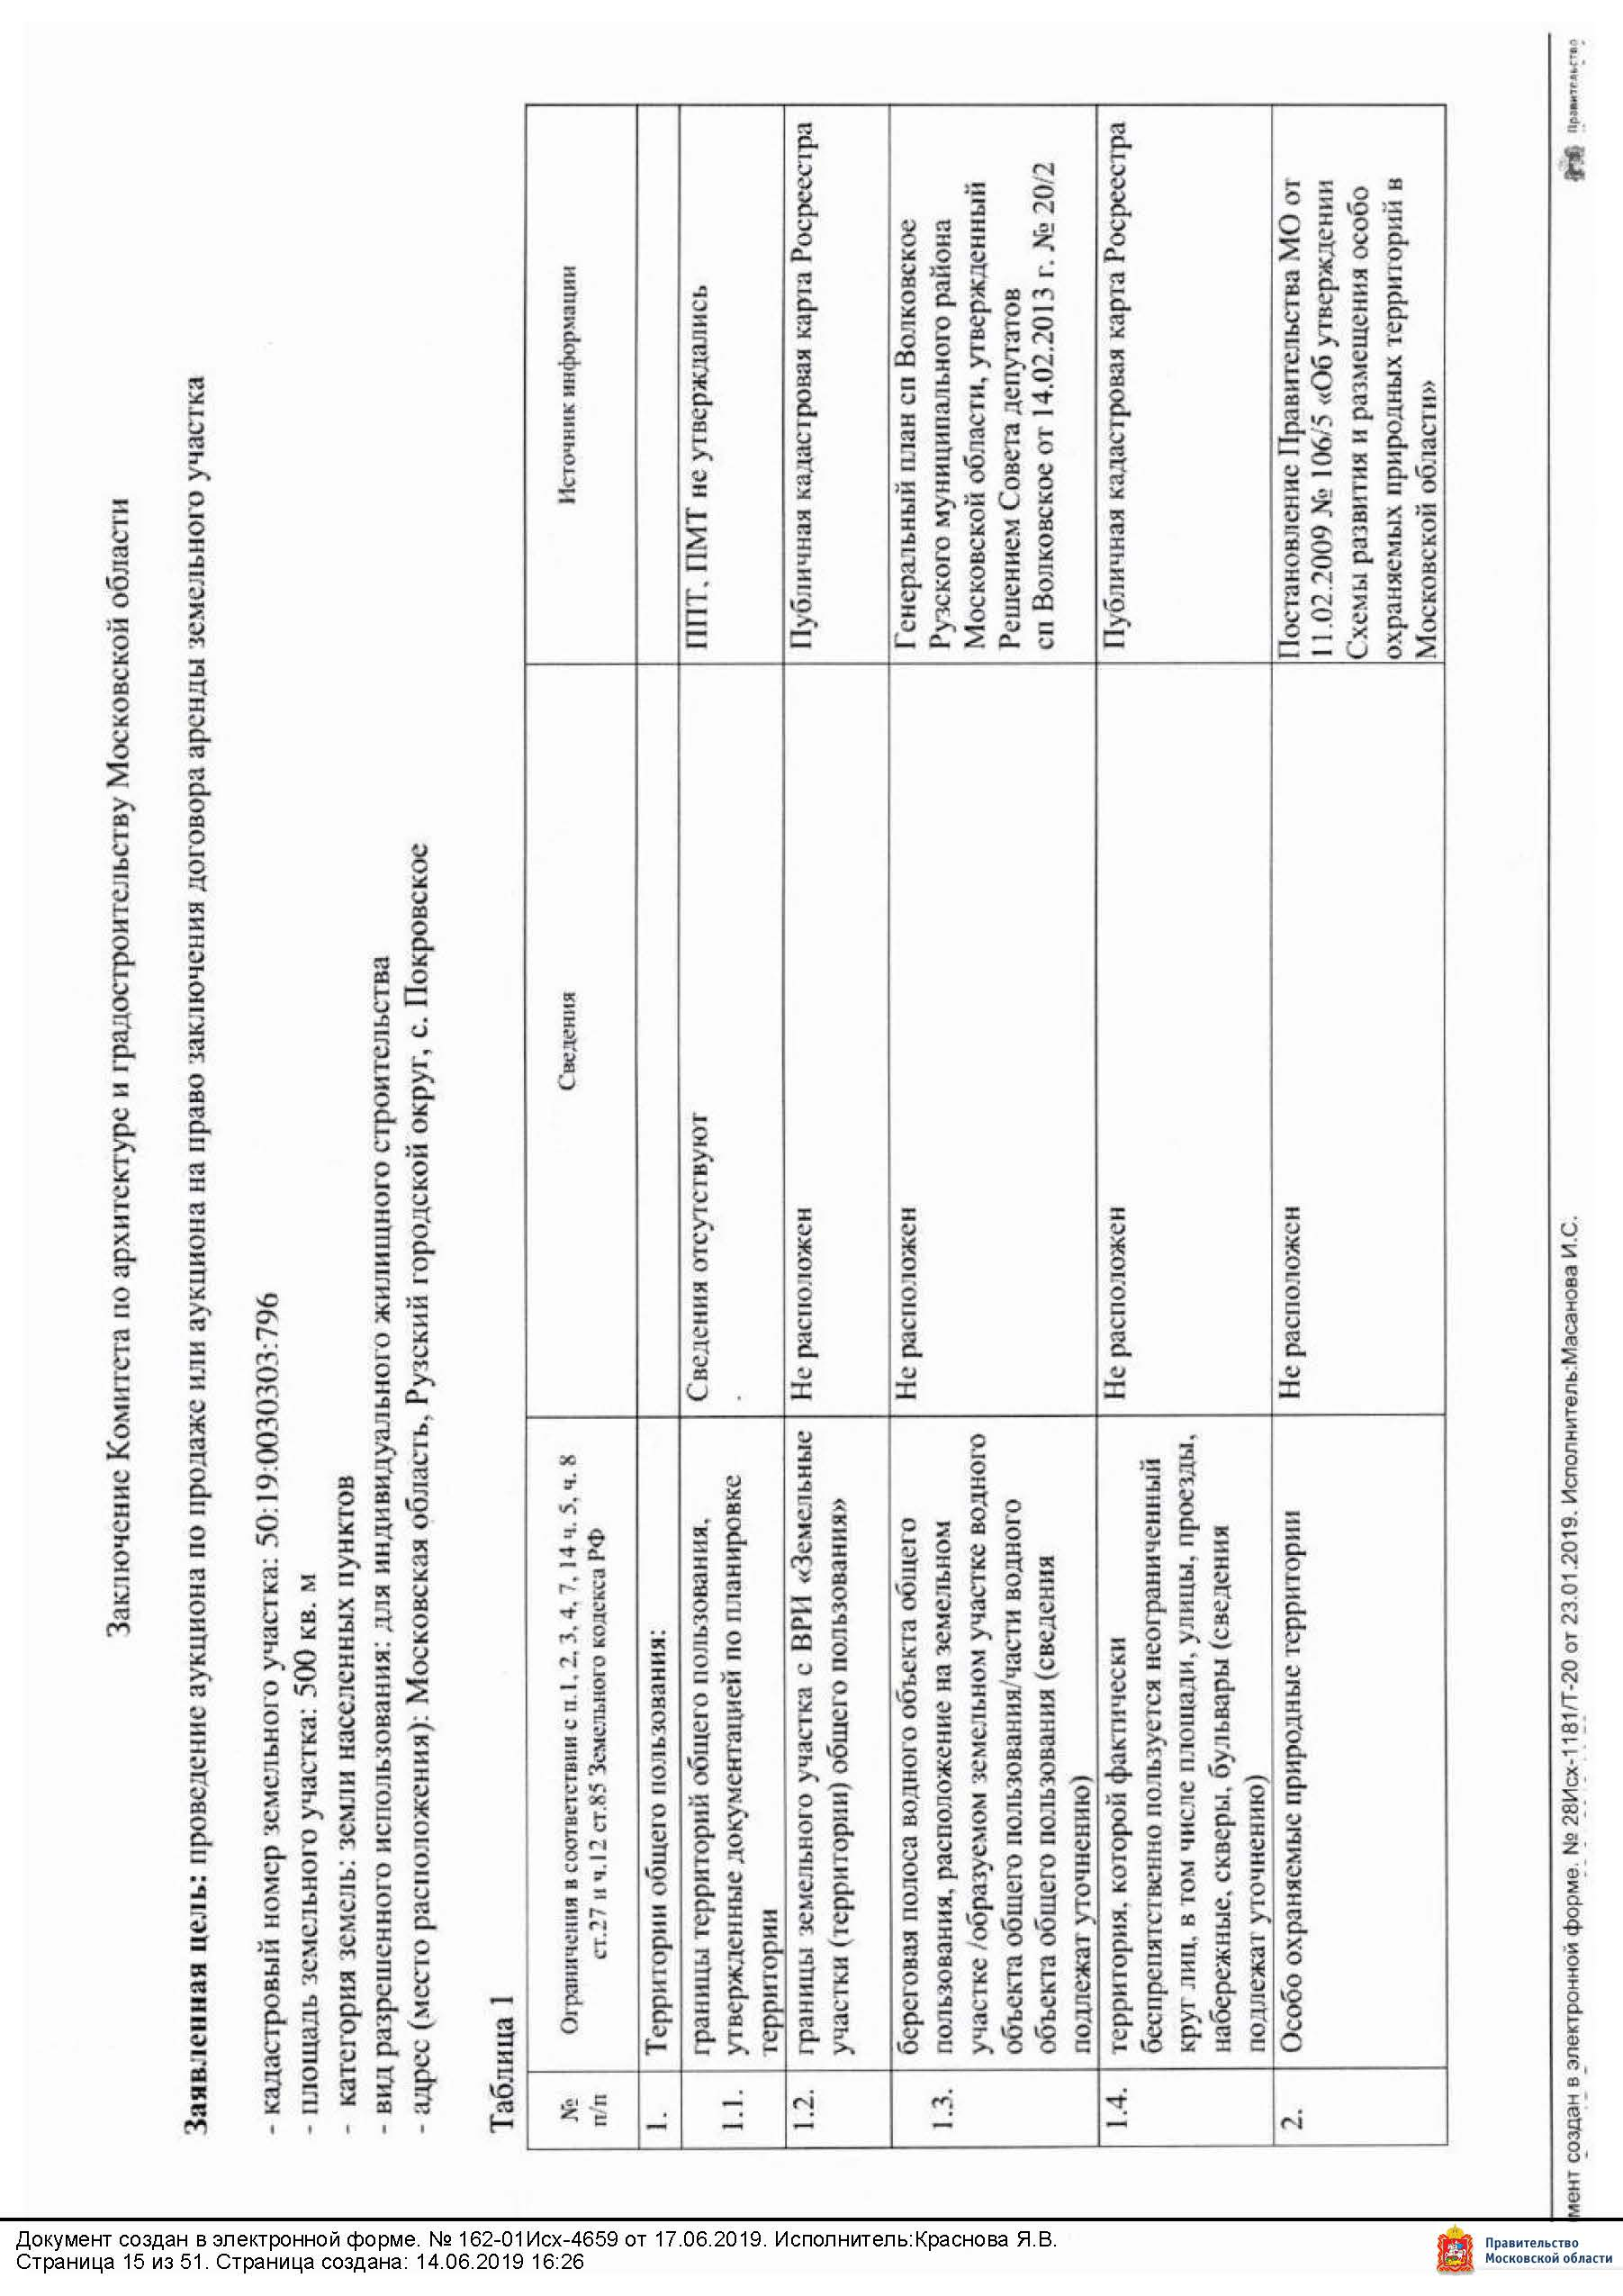 Заключение Комитета по архитектуре и градостроительству Московской области
Заявленная цель: проведение аукциона по продаже или аукциона на право заключения договора аренды земельного участка
- кадастровый номер земельного участка: 50:19:0030303:796
- площадь земельного участка: 500 кв. м
- категория земель: земли населенных пунктов
- вид разрешенного использования: для индивидуального жилищного строительства
- адрес (место расположения): Московская область, Рузский городской округ, с. Покровское
Таблица 1
№
п/п
Ограничения в соответствии с п.1, 2, 3, 4, 7, 14 ч. 5, ч. 8
ст.27 и ч.12 ст.85 Земельного кодекса РФ
Сведения
Источник информации
1.
Территории общего пользования:
1.1.
границы территорий общего пользования,
утвержденные документацией по планировке
территории
Сведения отсутствуют
ППТ, ПМТ не утверждались
1.2.
границы земельного участка с ВРИ «Земельные
участки (территории) общего пользования»
Не расположен
Публичная кадастровая карта Росреестра
1.3.
береговая полоса водного объекта общего
пользования, расположение на земельном
участке /образуемом земельном участке водного
объекта общего пользования/части водного
объекта общего пользования (сведения
подлежат уточнению)
Не расположен
Генеральный план сп Волковское
Рузского муниципального района
Московской области, утвержденный
Решением Совета депутатов
сп Волковское от 14.02.2013 г. № 20/2
1.4.
территория, которой фактически
беспрепятственно пользуется неограниченный
круг лиц, в том числе площади, улицы, проезды,
набережные, скверы, бульвары (сведения
подлежат уточнению)
Не расположен
Публичная кадастровая карта Росреестра
2.
Особо охраняемые природные территории
Не расположен
Постановление Правительства МО от
11.02.2009 № 106/5 «Об утверждении
Схемы развития и размещения особо
охраняемых природных территорий в
Московской области»
мент создан в электронной форме. № 28Исх-1181/Т-20 от 23.01.2019. Исполнитель:Масанова И.С.
Правительство
Документ создан в электронной форме. № 162-01Исх-4659 от 17.06.2019. Исполнитель:Краснова Я.В.
Страница 15 из 51. Страница создана: 14.06.2019 16:26
Правительство
Московской области